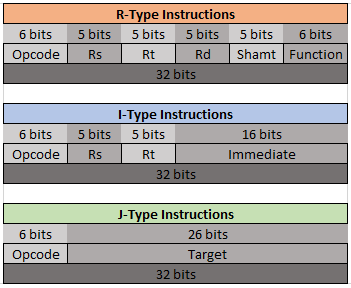 R-Type Instructions
6 bits 5 bits 5 bits 5 bits 5 bits 6 bits
Opcode Rs Rt Rd Shamt Function
32 bits
I-Type Instructions
6 bits 5 bits 5 bits 16 bits
Opcode Rs Rt Immediate
32 bits
J-Type Instructions
6 bits 26 bits
Opcode Target
32 bits